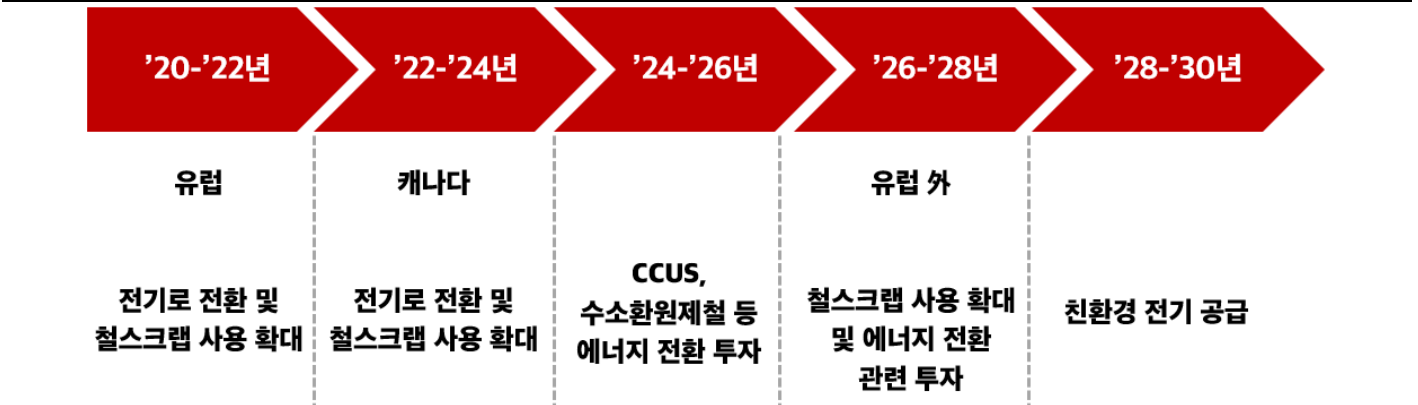 ’20-’22년
’22-’24년
’24-’26년
’26-’28년
’28-’30년
유럽
전기로 전환 및
철스크랩 사용 확대
캐나다
전기로 전환 및
철스크랩 사용 확대
CCUS,
수소환원제철 등
에너지 전환 투자
유럽 外
철스크랩 사용 확대
및 에너지 전환
관련 투자
친환경 전기 공급